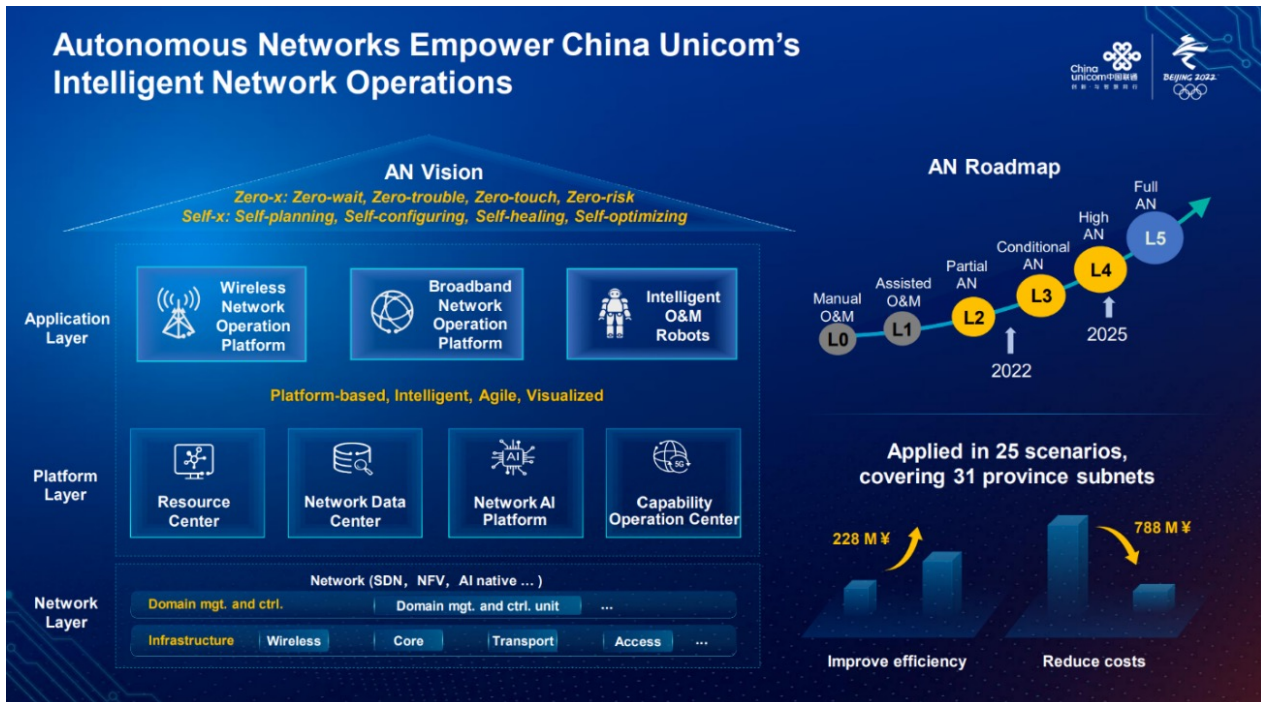 Autonomous Networks Empower China Unicom’s
Intelligent Network Operations
China
unicom中国联通
BEIJING 2022
AN Vision
Zero-x: Zero-wait, Zero-trouble, Zero-touch, Zero-risk
Self-x: Self-planning, Self-configuring, Self-healing, Self-optimizing
Application
Layer
Wireless
Network
Operation
Platform
Broadband
Network
Operation
Platform
Intelligent
O&M
Robots
Platform-based, Intelligent, Agile, Visualized
Platform
Layer
Resource
Center
Network Data
Center
AI
Network AI
Platform
5G
Capability
Operation Center
Network
Layer
Network (SDN，NFV，AI native ... )
Domain mgt. and ctrl.
Domain mgt. and ctrl. unit
...
Infrastructure
Wireless
Core
Transport
Access
...
AN Roadmap
Manual
O&M
L0
Assisted
O&M
L1
Partial
AN
L2
Conditional
AN
L3
High
AN
L4
Full
AN
L5
2022
2025
Applied in 25 scenarios,
covering 31 province subnets
228 M ¥
Improve efficiency
788 M ¥
Reduce costs